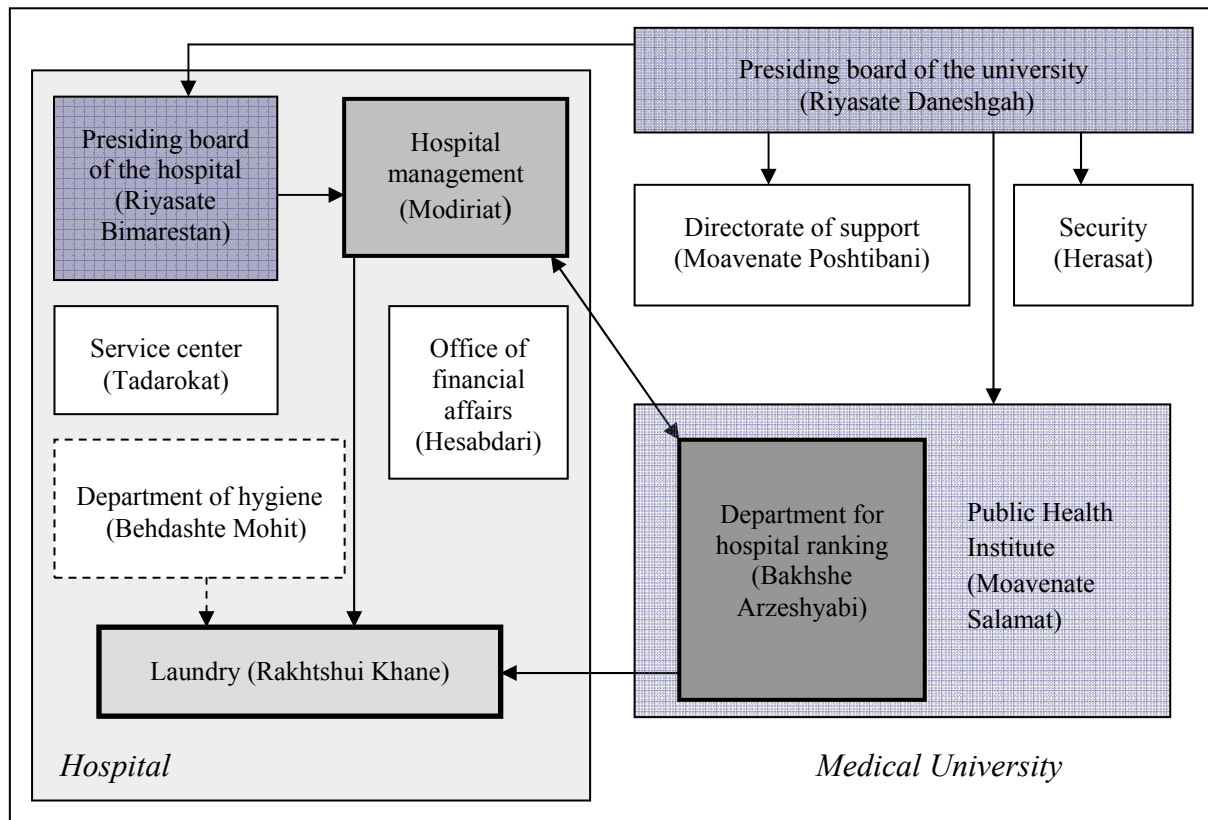 Presiding board of the university
(Riyasate Daneshgah)
Presiding board
of the hospital
(Riyasate
Bimarestan)
Hospital
management
(Modiriat)
Directorate of support
(Moavenate Poshtibani)
Security
(Herasat)
Service center
(Tadarokat)
Office of
financial
affairs
(Hesabdari)
Department of hygiene
(Behdashte Mohit)
Department for
hospital ranking
(Bakhshe
Arzeshyabi)
Public Health
Institute
(Moavenate
Salamat)
Laundry (Rakhtshui Khane)
Hospital
Medical University